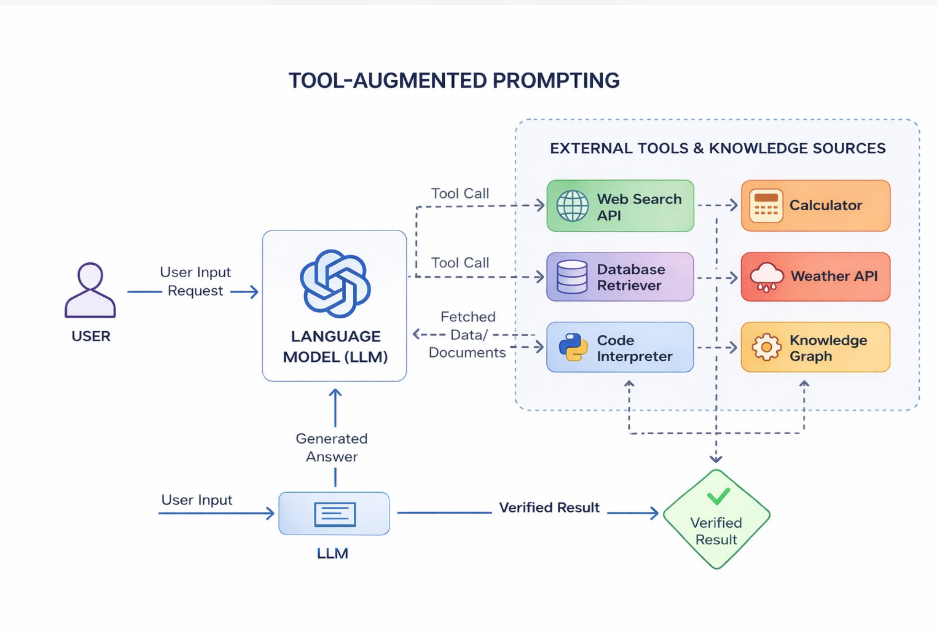 TOOL-AUGMENTED PROMPTING
EXTERNAL TOOLS & KNOWLEDGE SOURCES
Tool Call
Web Search
API
Calculator
User Input
Request
USER
LANGUAGE
MODEL (LLM)
Tool Call
Database
Retriever
Weather API
Fetched
Data/
Documents
Code
Interpreter
Knowledge
Graph
Generated
Answer
User Input
LLM
Verified Result
Verified
Result